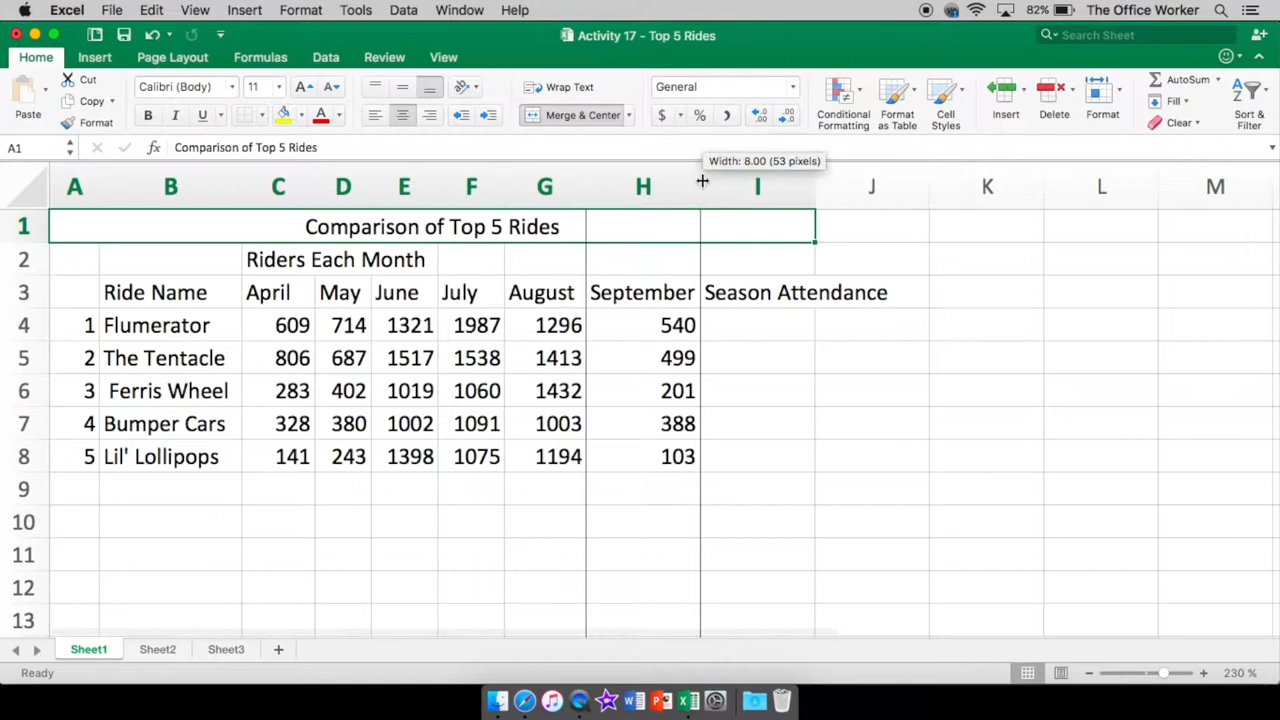 Excel File Edit View Insert Format Tools Data Window Help 82% The Office Worker
Activity 17 - Top 5 Rides Search Sheet
Home Insert Page Layout Formulas Data Review View
Cut Calibri (Body) 11 A A Wrap Text General AutoSum
Copy Fill
Paste Format B I U A Merge & Center $ % Conditional Formatting Format as Table Cell Styles Insert Delete Format Clear Sort & Filter
A1 fx Comparison of Top 5 Rides
Width: 8.00 (53 pixels)
A B C D E F G H I J K L M
1 Comparison of Top 5 Rides
2 Riders Each Month
3 Ride Name April May June July August September Season Attendance
4 1 Flumerator 609 714 1321 1987 1296 540
5 2 The Tentacle 806 687 1517 1538 1413 499
6 3 Ferris Wheel 283 402 1019 1060 1432 201
7 4 Bumper Cars 328 380 1002 1091 1003 388
8 5 Lil' Lollipops 141 243 1398 1075 1194 103
9
10
11
12
13
Sheet1 Sheet2 Sheet3 +
Ready 230 %